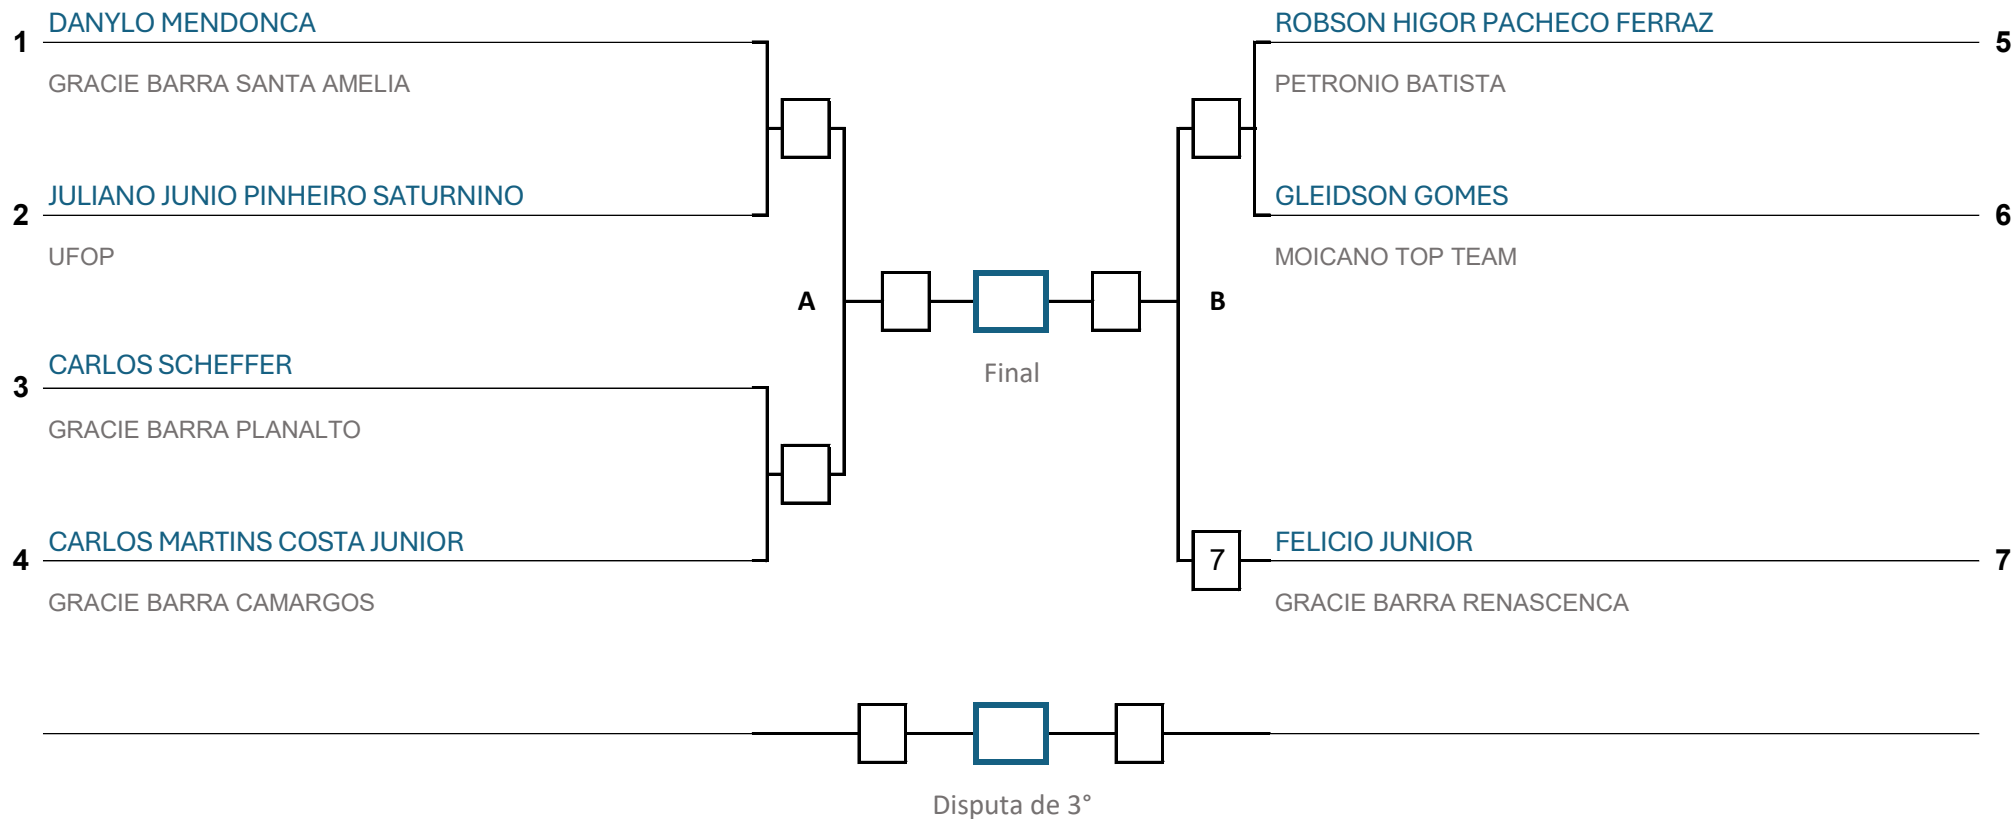 1
DANYLO MENDONCA
GRACIE BARRA SANTA AMELIA
2
JULIANO JUNIO PINHEIRO SATURNINO
UFOP
A
3
CARLOS SCHEFFER
GRACIE BARRA PLANALTO
4
CARLOS MARTINS COSTA JUNIOR
GRACIE BARRA CAMARGOS
Final
ROBSON HIGOR PACHECO FERRAZ
5
PETRONIO BATISTA
GLEIDSON GOMES
6
MOICANO TOP TEAM
B
7
FELICIO JUNIOR
7
GRACIE BARRA RENASCENCA
Disputa de 3°